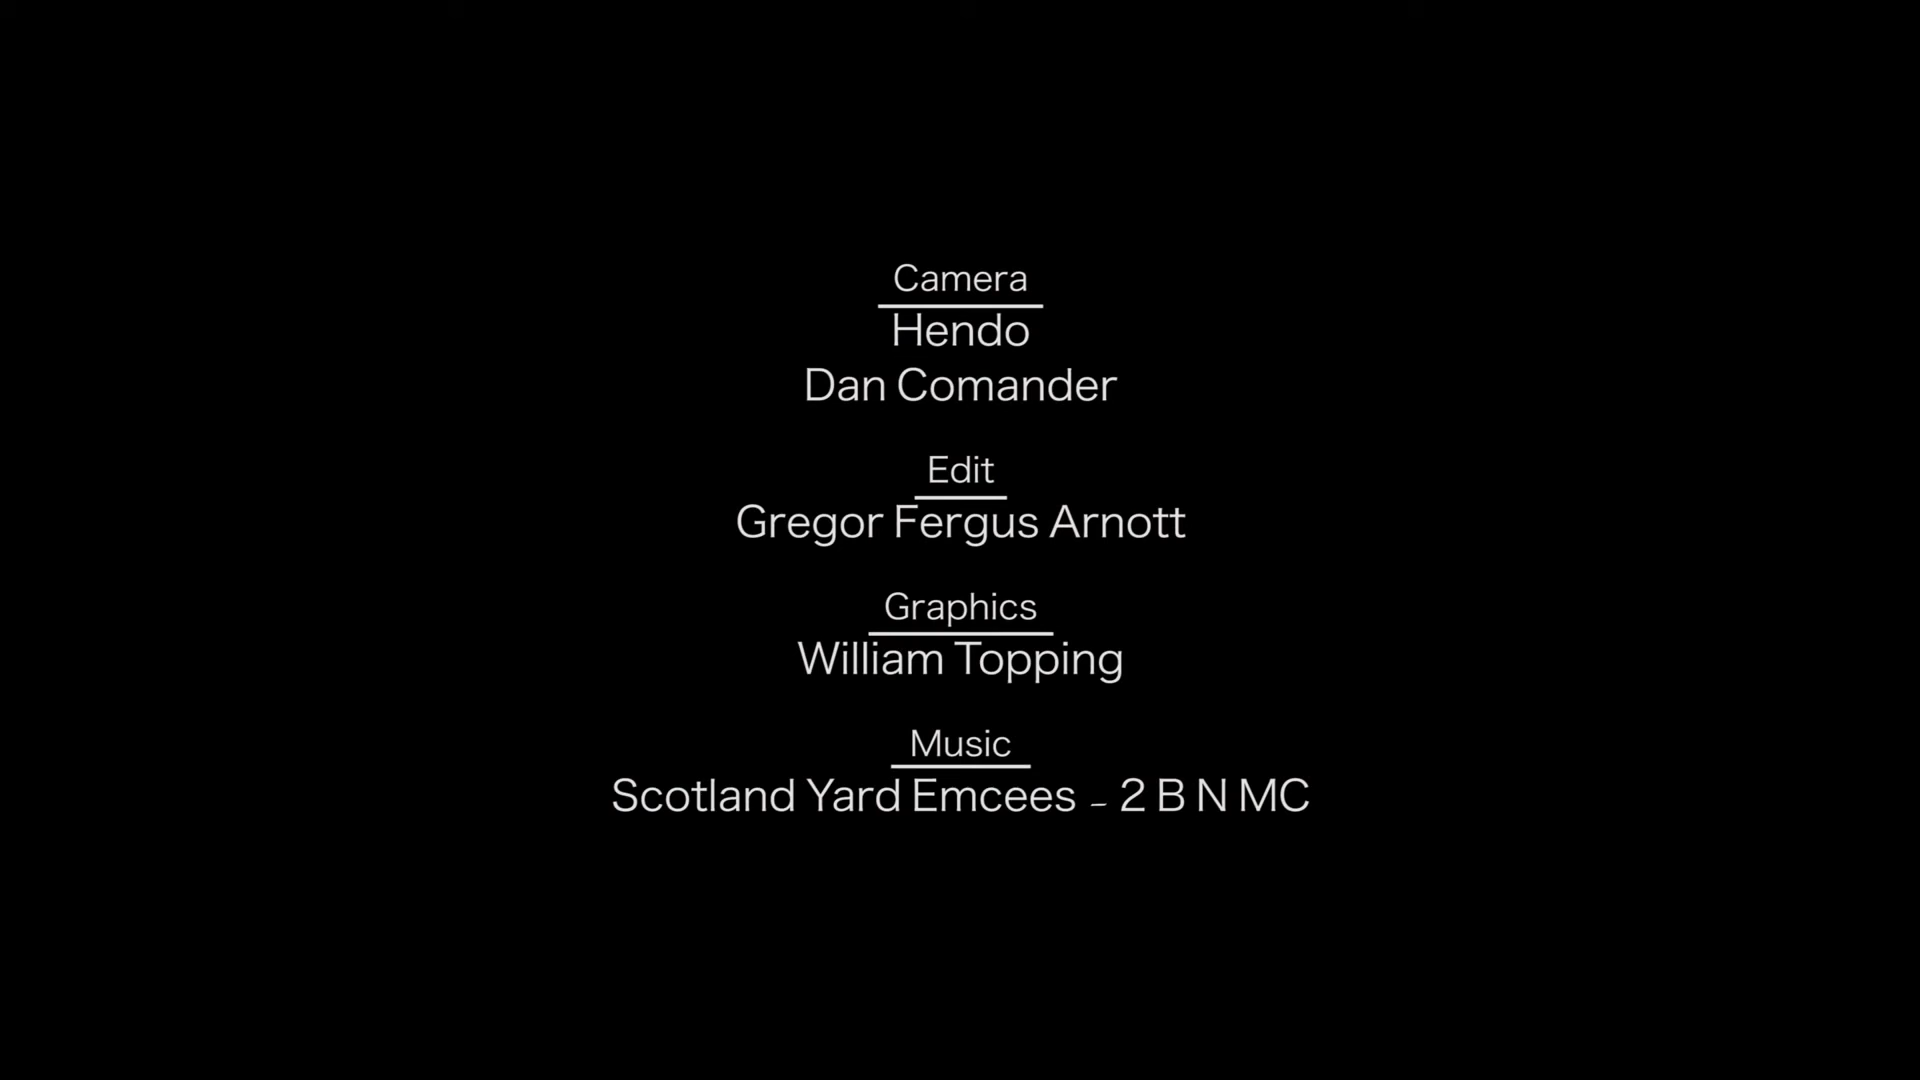 Camera
Hendo
Dan Comander
Edit
Gregor Fergus Arnott
Graphics
William Topping
Music
Scotland Yard Emcees - 2 B N MC